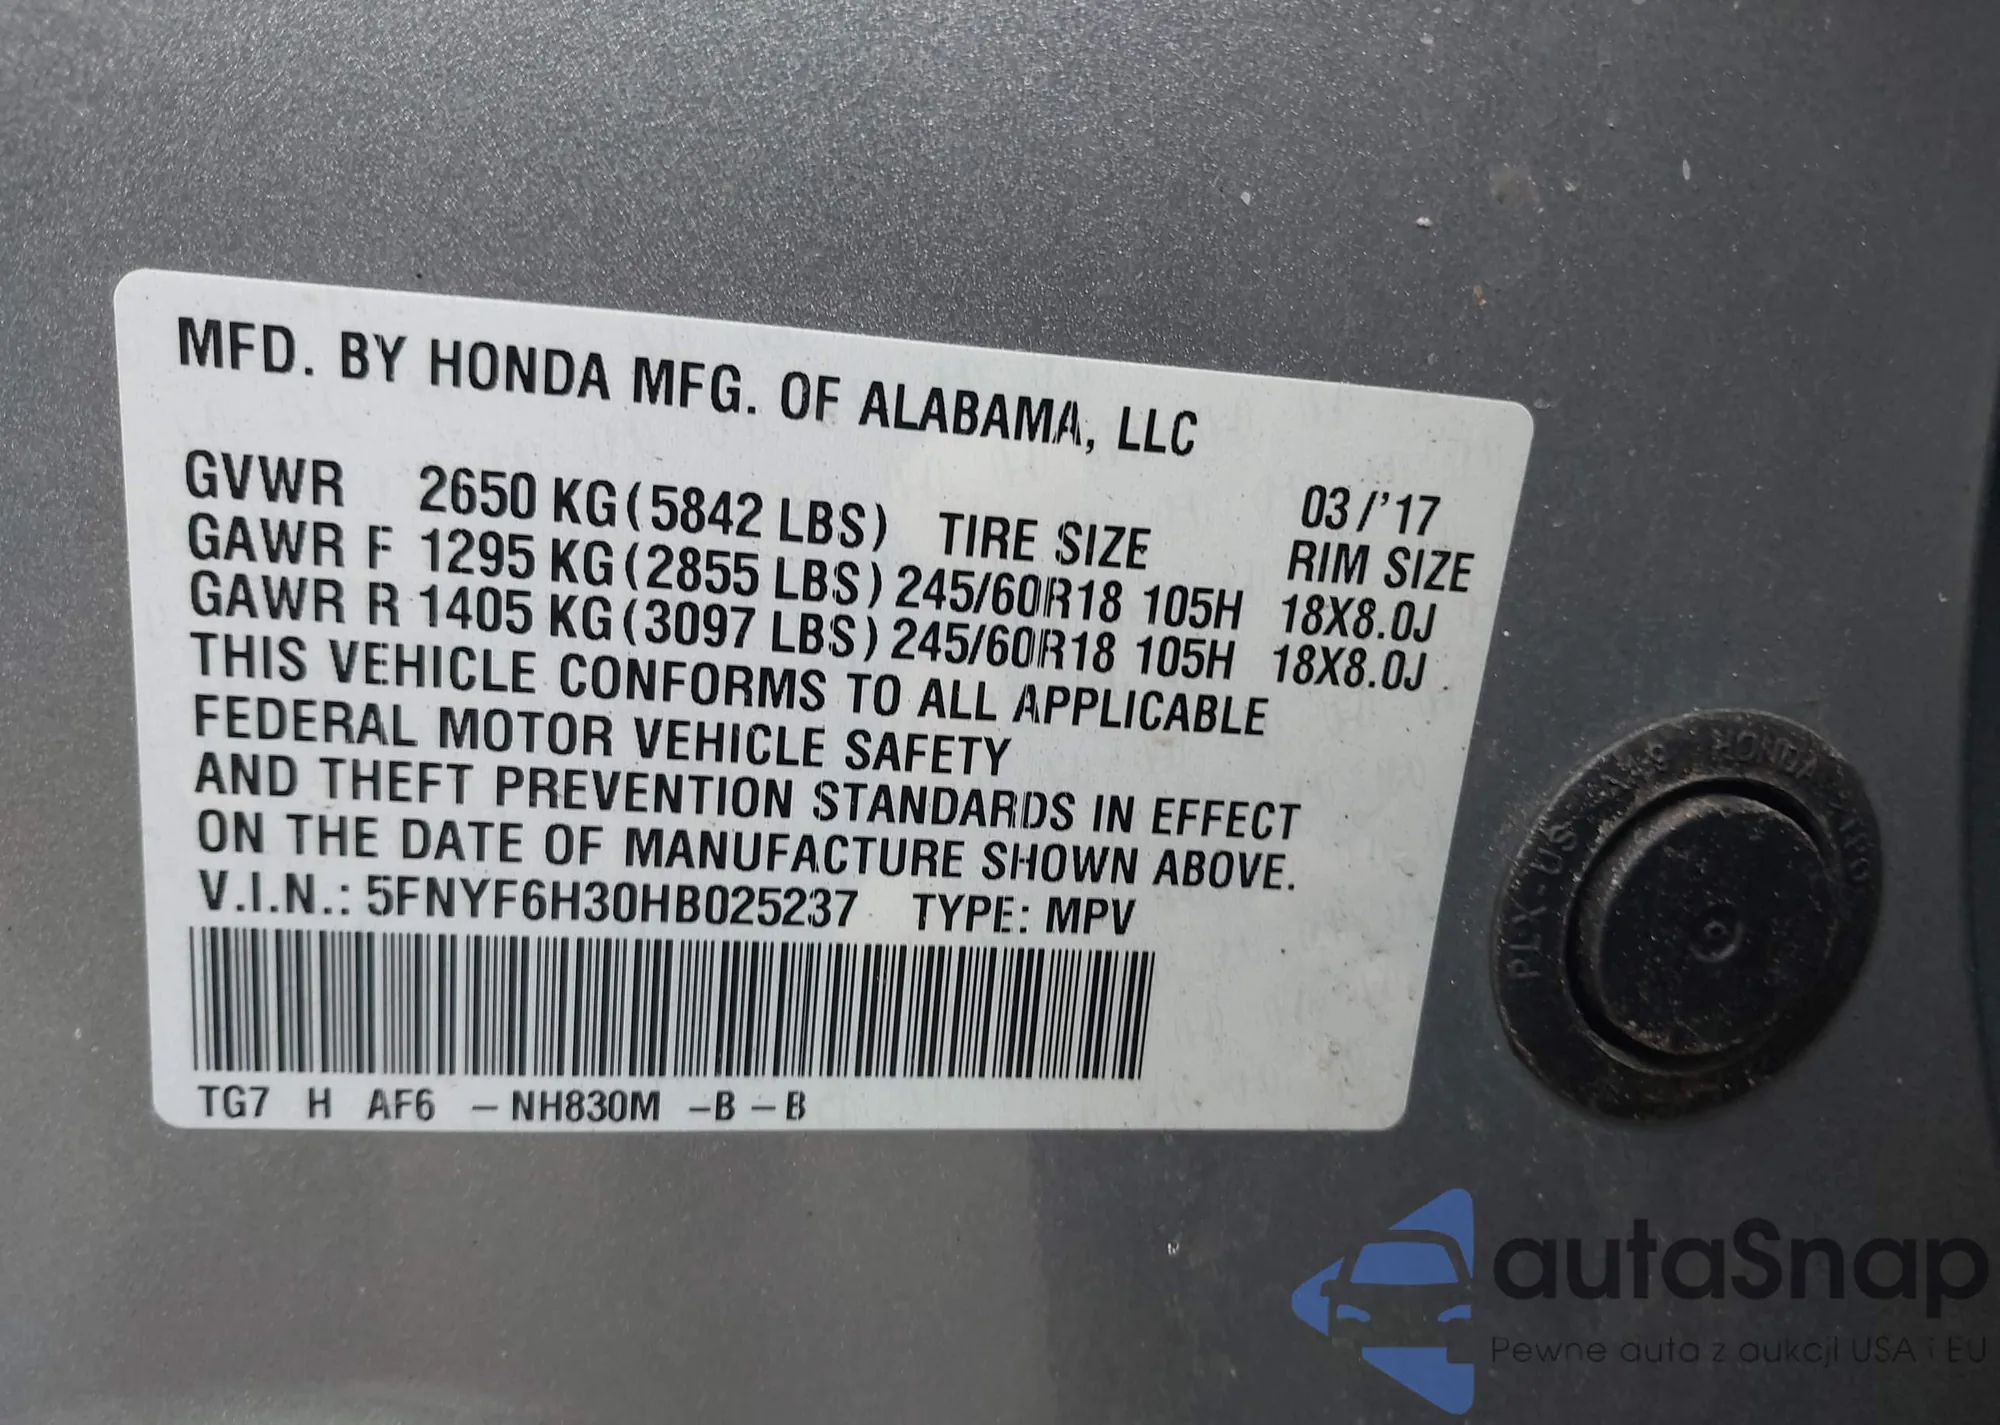 MFD. BY HONDA MFG. OF ALABAMA, LLC
GVWR 2650 KG (5842 LBS) TIRE SIZE 03/'17 RIM SIZE
GAWR F 1295 KG (2855 LBS) 245/60R18 105H 18X8.0J
GAWR R 1405 KG (3097 LBS) 245/60R18 105H 18X8.0J
THIS VEHICLE CONFORMS TO ALL APPLICABLE
FEDERAL MOTOR VEHICLE SAFETY
AND THEFT PREVENTION STANDARDS IN EFFECT
ON THE DATE OF MANUFACTURE SHOWN ABOVE.
V.I.N.: 5FNYF6H30HB025237 TYPE: MPV
TG7 H AF6 – NH830M – B – B
HONDA
autaSnap
Pewne auta z aukcji USA i EU